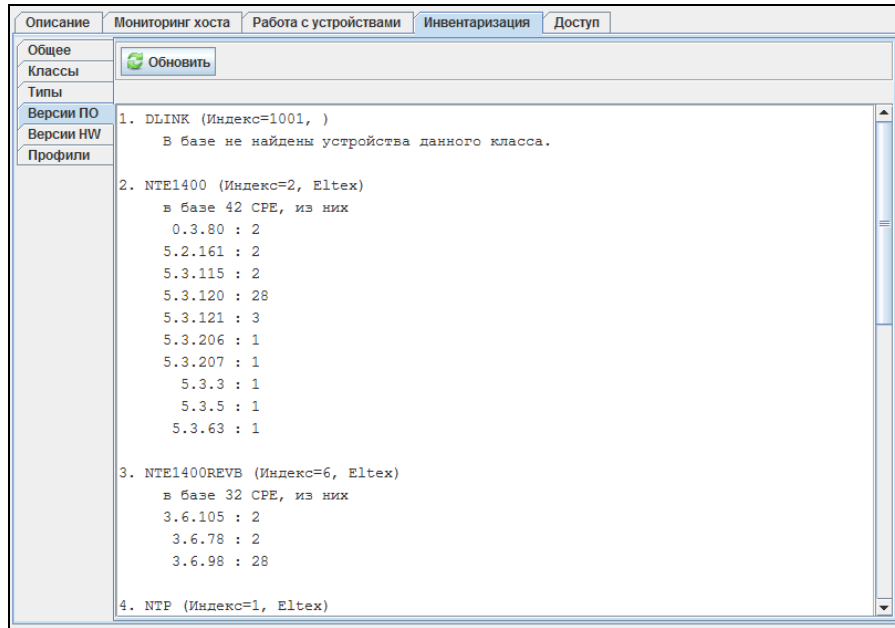 Описание Мониторинг хоста Работа с устройствами Инвентаризация Доступ
Общее
Классы
Типы
Версии ПО
Версии HW
Профили
Обновить
1. DLINK (Индекс=1001, )
В базе не найдены устройства данного класса.
2. NTE1400 (Индекс=2, Eltex)
в базе 42 CPE, из них
0.3.80 : 2
5.2.161 : 2
5.3.115 : 2
5.3.120 : 28
5.3.121 : 3
5.3.206 : 1
5.3.207 : 1
5.3.3 : 1
5.3.5 : 1
5.3.63 : 1
3. NTE1400REVB (Индекс=6, Eltex)
в базе 32 CPE, из них
3.6.105 : 2
3.6.78 : 2
3.6.98 : 28
4. NTP (Индекс=1, Eltex)